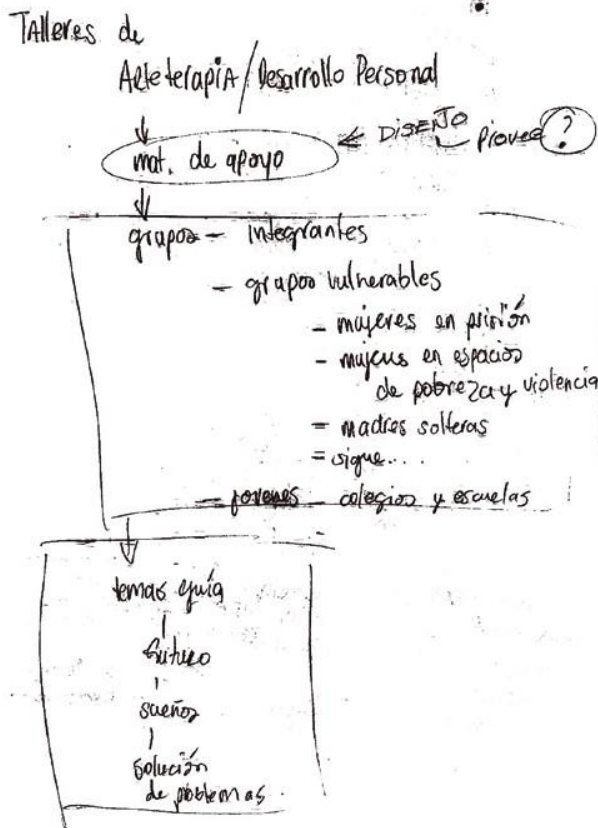 Talleres de
Arteterapia/Desarrollo Personal
mat. de apoyo
← DISEÑO
provee ?
grupos – integrantes
– grupos vulnerables
– mujeres en prisión
– mujeres en espacios
de pobreza y violencia
= madres solteras
= sigue....
– jovenes – colegios y escuelas
temas guía
futuro
sueños
solución
de problemas.